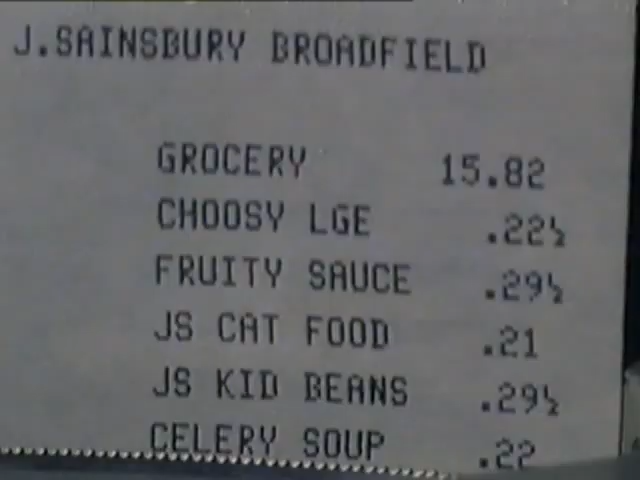 J.SAINSBURY BROADFIELD
GROCERY 15.82
CHOOSY LGE .22½
FRUITY SAUCE .29½
JS CAT FOOD .21
JS KID BEANS .29½
CELERY SOUP .22